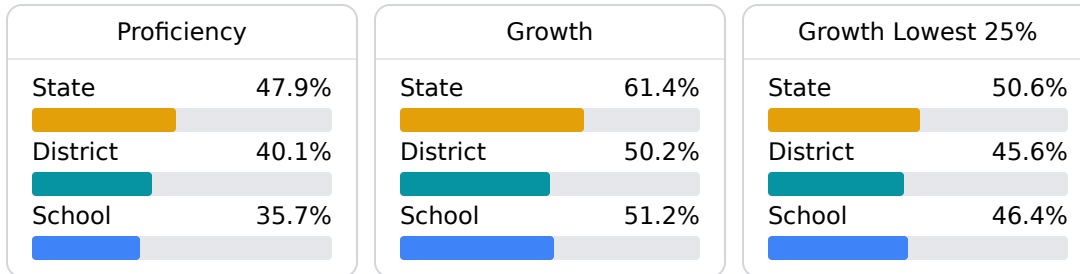 Proficiency
State 47.9%
District 40.1%
School 35.7%
Growth
State 61.4%
District 50.2%
School 51.2%
Growth Lowest 25%
State 50.6%
District 45.6%
School 46.4%